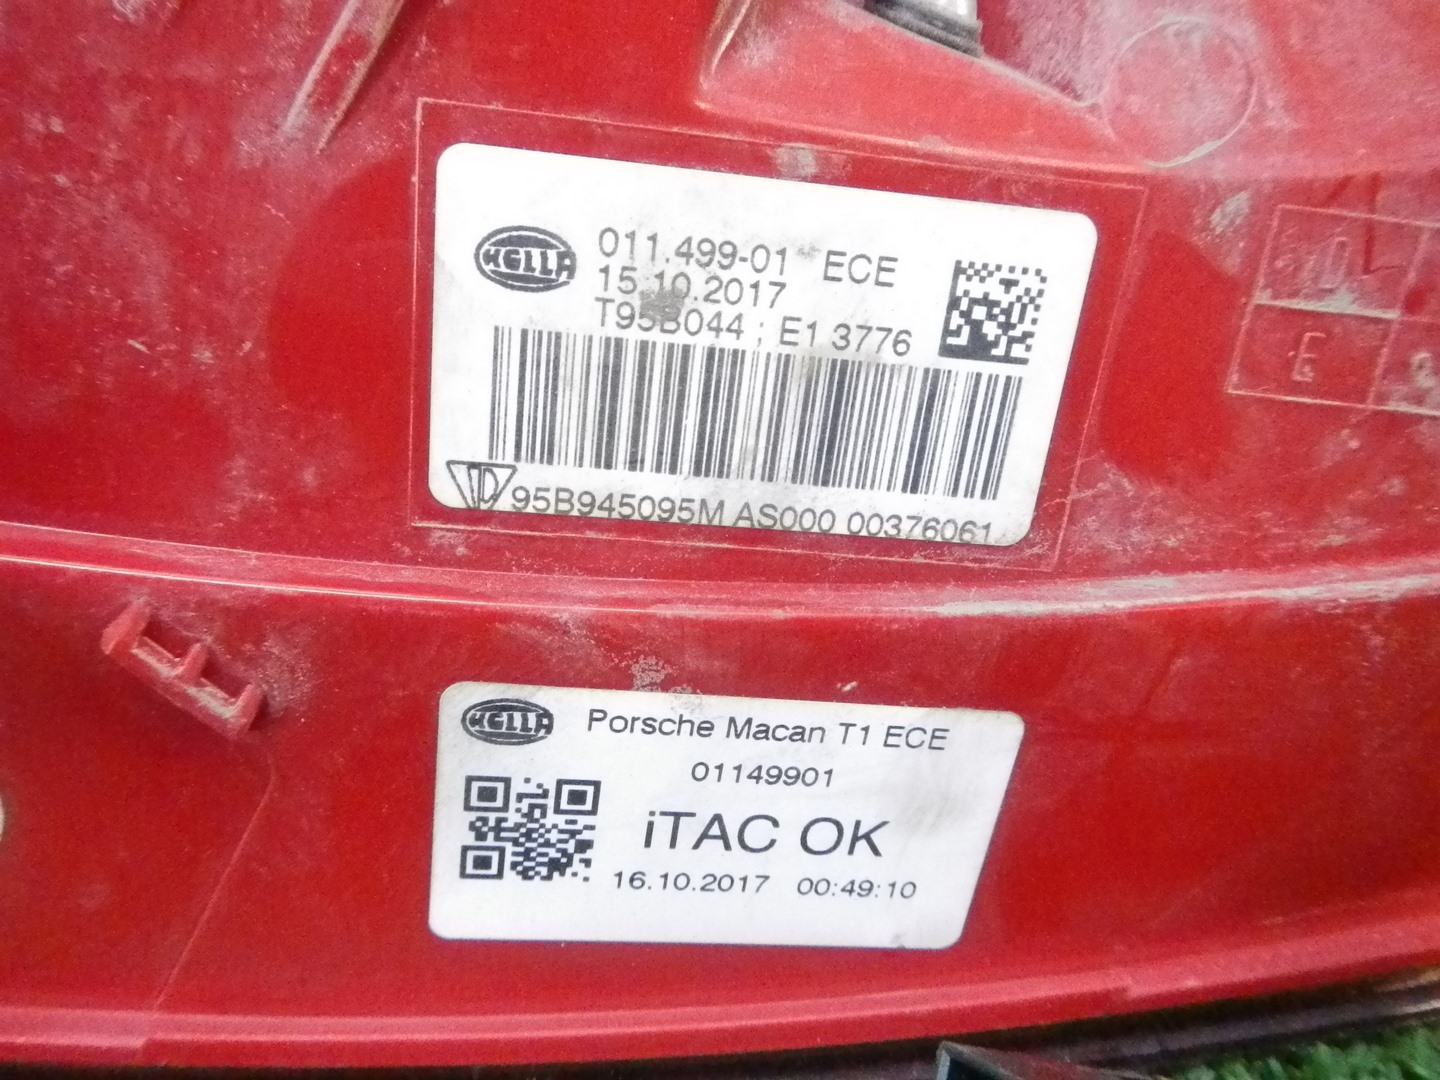 HELLA
011.499-01 ECE
15.10.2017
T95B044 ; E1 3776
95B945095M AS000 00376061
E
HELLA
Porsche Macan T1 ECE
01149901
iTAC OK
16.10.2017 00:49:10